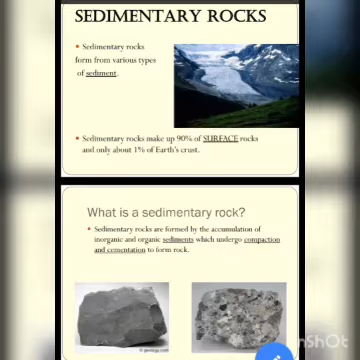 SEDIMENTARY ROCKS
• Sedimentary rocks
form from various types
of sediment.
• Sedimentary rocks make up 90% of SURFACE rocks
and only about 1% of Earth's crust.
What is a sedimentary rock?
• Sedimentary rocks are formed by the accumulation of
inorganic and organic sediments which undergo compaction
and cementation to form rock.